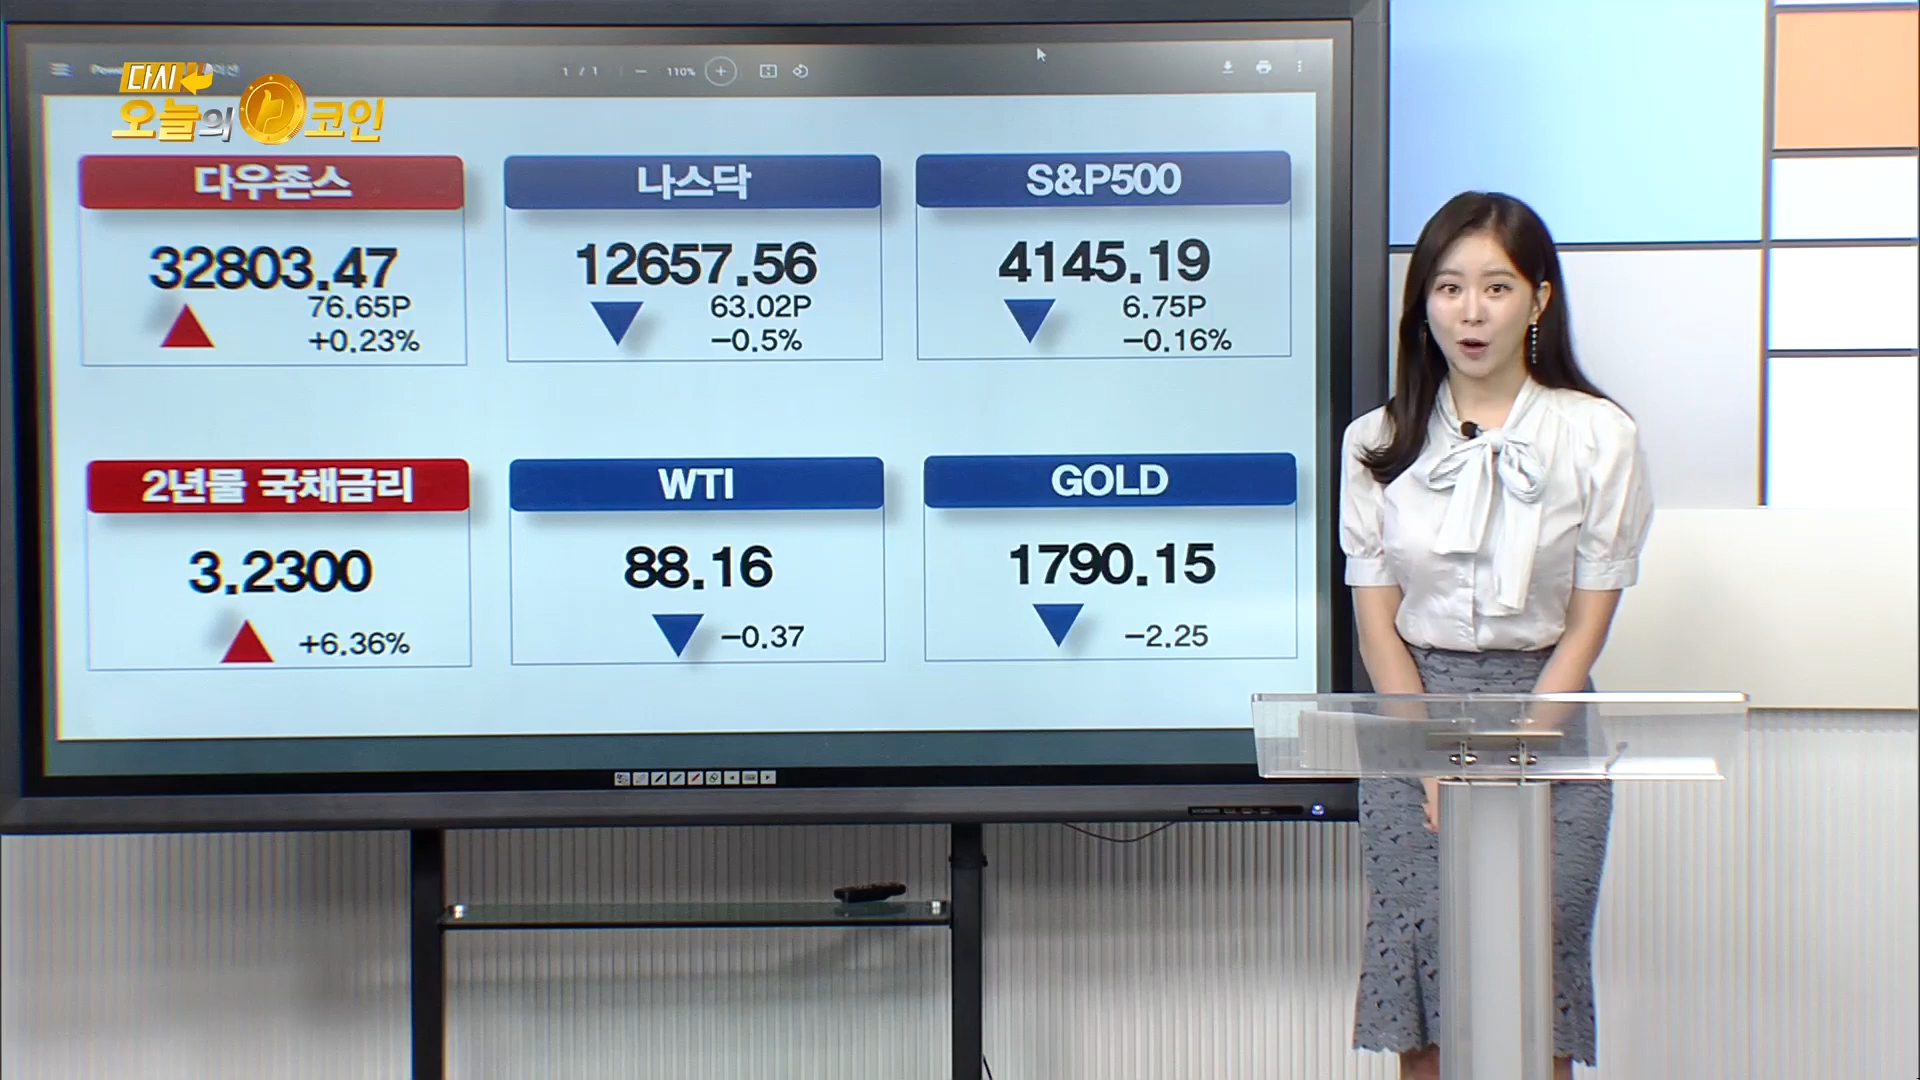 다시
오늘의 코인
1 / 1
110%
다우존스
32803.47
76.65P
+0.23%
나스닥
12657.56
63.02P
-0.5%
S&P500
4145.19
6.75P
-0.16%
2년물 국채금리
3.2300
+6.36%
WTI
88.16
-0.37
GOLD
1790.15
-2.25